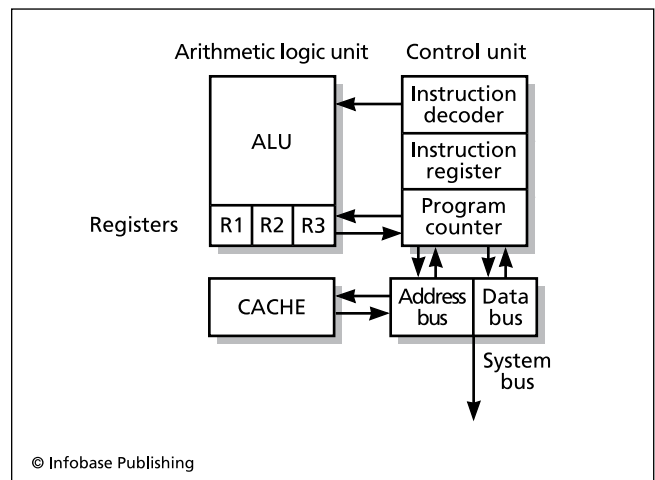 Arithmetic logic unit
Control unit
ALU
Instruction
decoder
Instruction
register
Program
counter
Registers
R1 R2 R3
CACHE
Address
bus
Data
bus
System
bus
© Infobase Publishing